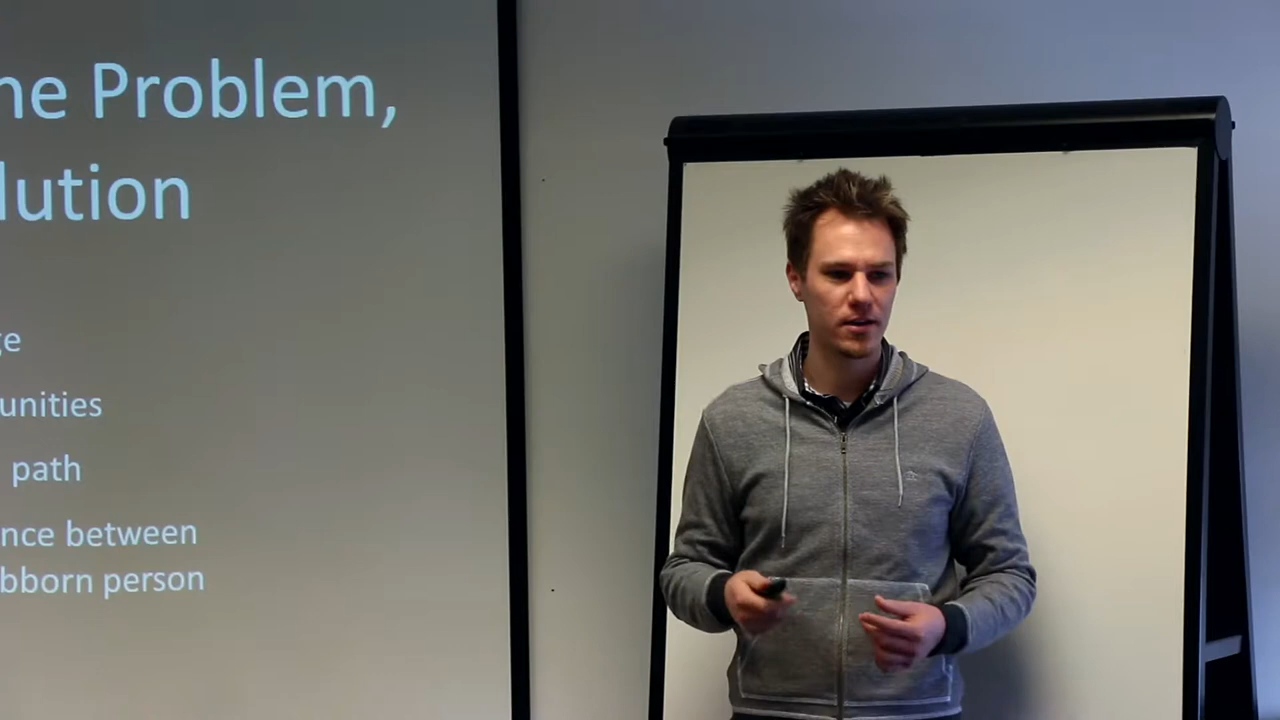 ne Problem,
lution
ge
unities
path
nce between
bborn person